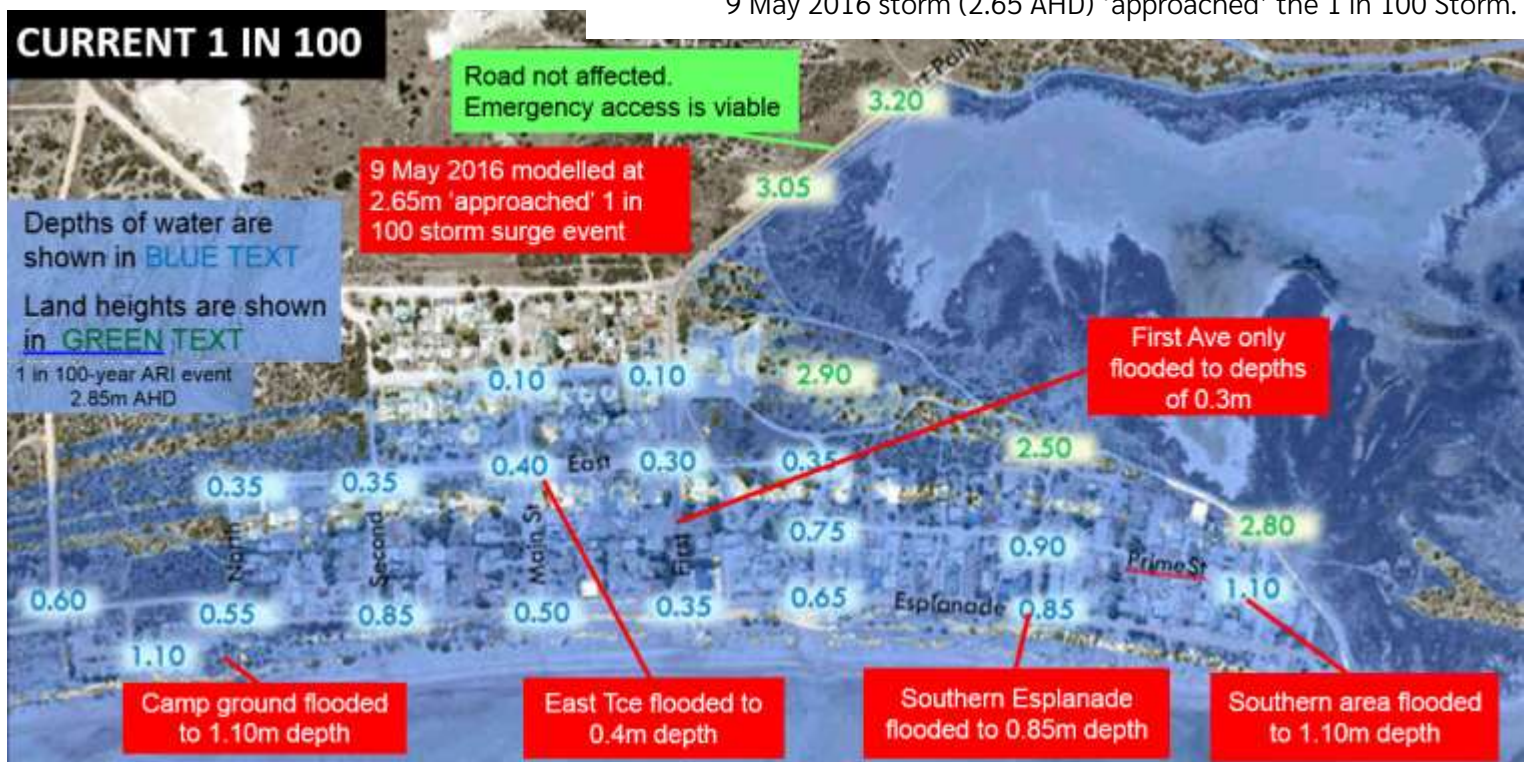 9 May 2016 storm (2.65 AHD) ‘approached’ the 1 in 100 Storm.
CURRENT 1 IN 100
Road not affected.
Emergency access is viable
3.20
9 May 2016 modelled at
2.65m ‘approached’ 1 in
100 storm surge event
3.05
Depths of water are
shown in BLUE TEXT
Land heights are shown
in GREEN TEXT
1 in 100-year ARI event
2.85m AHD
First Ave only
flooded to depths
of 0.3m
0.10
0.10
2.90
2.50
0.35
0.35
0.40
East
0.30
0.35
2.80
North
Second
Main St
First
0.75
0.90
Prime St
1.10
0.60
0.55
0.85
0.50
0.35
0.65
Esplanade
0.85
1.10
Camp ground flooded
to 1.10m depth
East Tce flooded to
0.4m depth
Southern Esplanade
flooded to 0.85m depth
Southern area flooded
to 1.10m depth